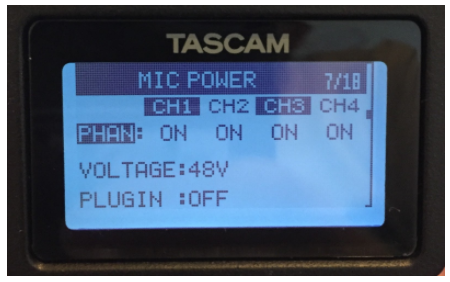 TASCAM
MIC POWER 7/18
CH1 CH2 CH3 CH4
PHAN: ON ON ON ON
VOLTAGE:48V
PLUGIN :OFF